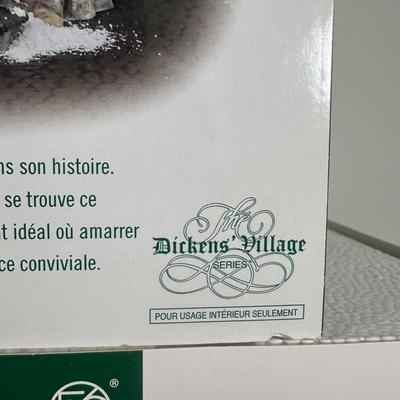 ns son histoire.
se trouve ce
t idéal où amarrer
ce conviviale.
The
Dickens' Village
SERIES
POUR USAGE INTÉRIEUR SEULEMENT
56
®